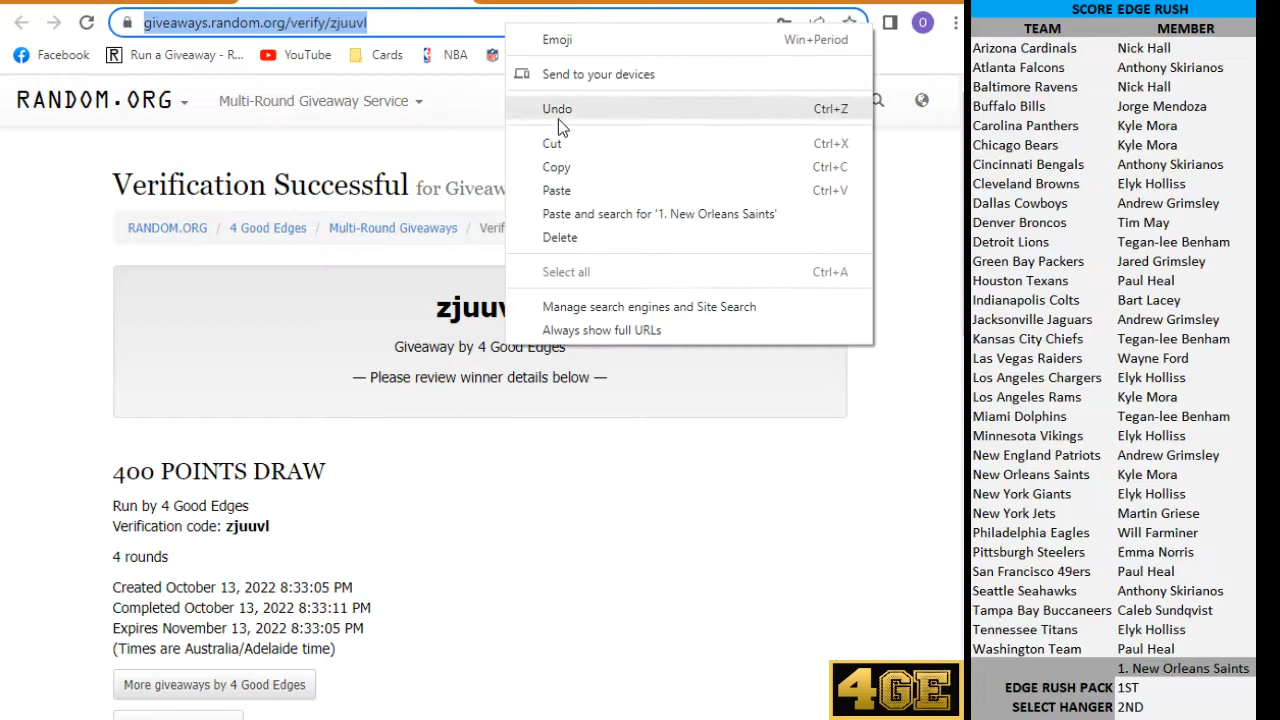 giveaways.random.org/verify/zjuuvl
O
Facebook
Run a Giveaway - R...
YouTube
Cards
NBA
RANDOM.ORG
Multi-Round Giveaway Service
Emoji Win+Period
Send to your devices
Undo Ctrl+Z
Cut Ctrl+X
Copy Ctrl+C
Paste Ctrl+V
Paste and search for '1. New Orleans Saints'
Delete
Select all Ctrl+A
Manage search engines and Site Search
Always show full URLs
Verification Successful for Giveaw
RANDOM.ORG / 4 Good Edges / Multi-Round Giveaways / Verif
zjuuv
Giveaway by 4 Good Edges
— Please review winner details below —
400 POINTS DRAW
Run by 4 Good Edges
Verification code: zjuuvl
4 rounds
Created October 13, 2022 8:33:05 PM
Completed October 13, 2022 8:33:11 PM
Expires November 13, 2022 8:33:05 PM
(Times are Australia/Adelaide time)
More giveaways by 4 Good Edges
4GE
SCORE EDGE RUSH
TEAM MEMBER
Arizona Cardinals Nick Hall
Atlanta Falcons Anthony Skirianos
Baltimore Ravens Nick Hall
Buffalo Bills Jorge Mendoza
Carolina Panthers Kyle Mora
Chicago Bears Kyle Mora
Cincinnati Bengals Anthony Skirianos
Cleveland Browns Elyk Holliss
Dallas Cowboys Andrew Grimsley
Denver Broncos Tim May
Detroit Lions Tegan-lee Benham
Green Bay Packers Jared Grimsley
Houston Texans Paul Heal
Indianapolis Colts Bart Lacey
Jacksonville Jaguars Andrew Grimsley
Kansas City Chiefs Tegan-lee Benham
Las Vegas Raiders Wayne Ford
Los Angeles Chargers Elyk Holliss
Los Angeles Rams Kyle Mora
Miami Dolphins Tegan-lee Benham
Minnesota Vikings Elyk Holliss
New England Patriots Andrew Grimsley
New Orleans Saints Kyle Mora
New York Giants Elyk Holliss
New York Jets Martin Griese
Philadelphia Eagles Will Farminer
Pittsburgh Steelers Emma Norris
San Francisco 49ers Paul Heal
Seattle Seahawks Anthony Skirianos
Tampa Bay Buccaneers Caleb Sundqvist
Tennessee Titans Elyk Holliss
Washington Team Paul Heal
1. New Orleans Saints
EDGE RUSH PACK 1ST
SELECT HANGER 2ND